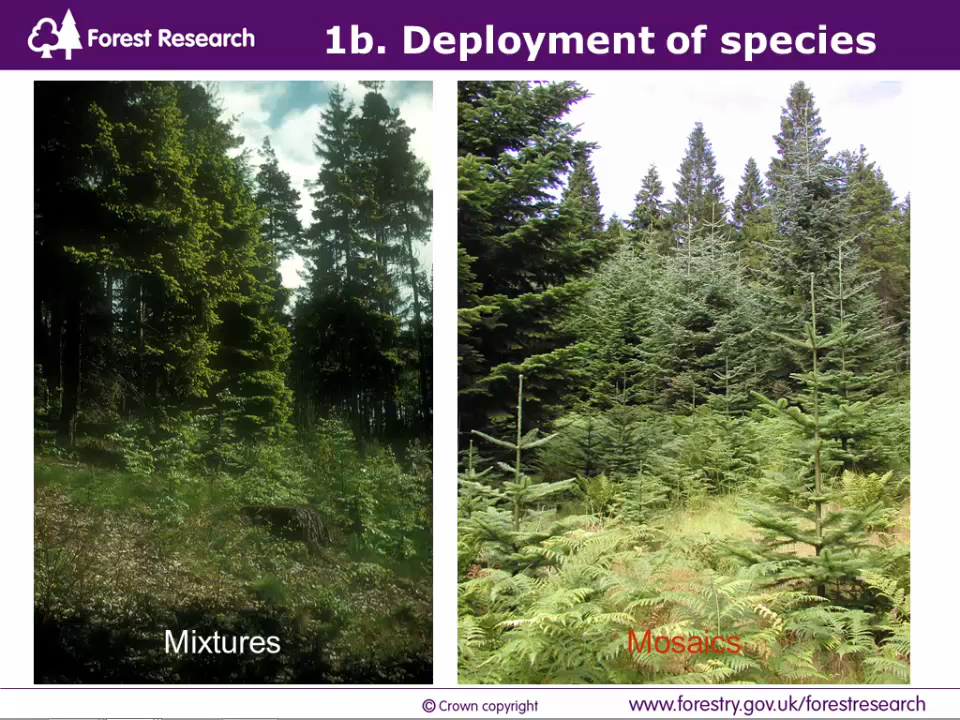 Forest Research
1b. Deployment of species
Mixtures
Mosaics
© Crown copyright
www.forestry.gov.uk/forestresearch